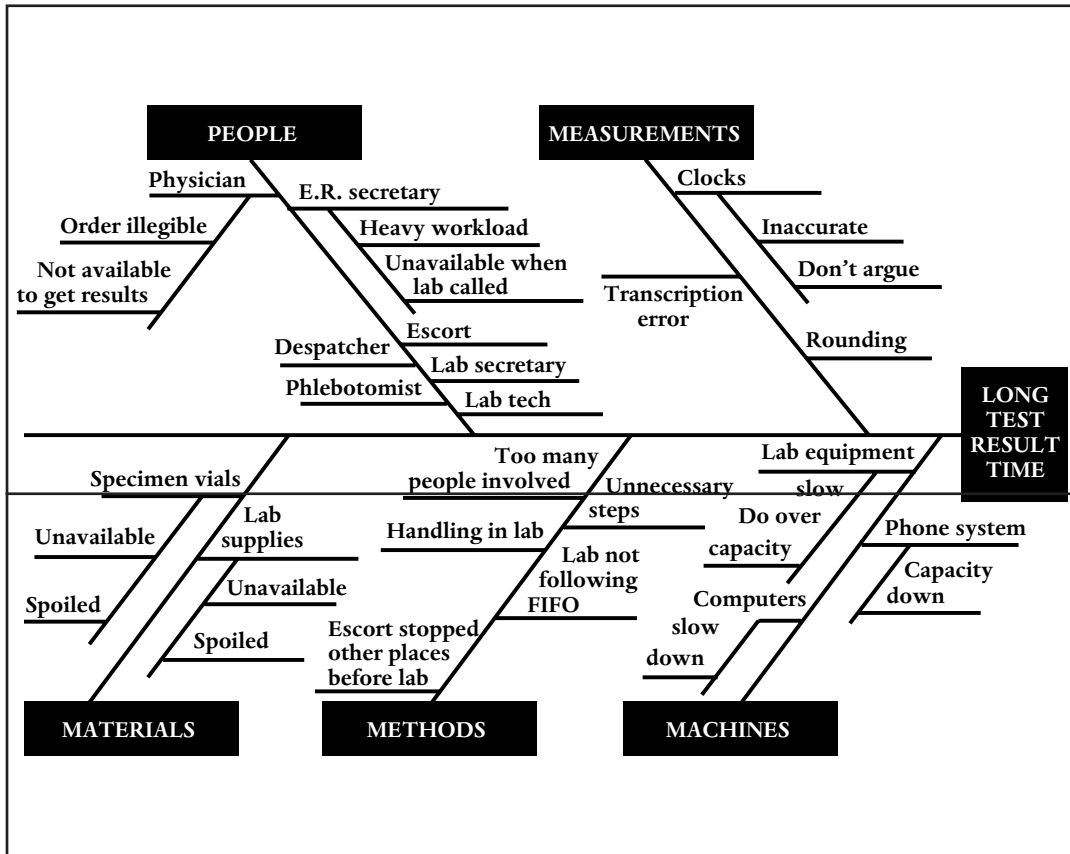 PEOPLE
MEASUREMENTS
Physician
E.R. secretary
Order illegible
Heavy workload
Not available
to get results
Unavailable when
lab called
Escort
Despatcher
Lab secretary
Phlebotomist
Lab tech
Clocks
Inaccurate
Don't argue
Transcription
error
Rounding
LONG
TEST
RESULT
TIME
Specimen vials
Unavailable
Spoiled
Lab
supplies
Unavailable
Spoiled
Too many
people involved
Unnecessary
steps
Handling in lab
Lab not
following
FIFO
Escort stopped
other places
before lab
Lab equipment
slow
Do over
capacity
Phone system
Capacity
down
Computers
slow
down
MATERIALS
METHODS
MACHINES